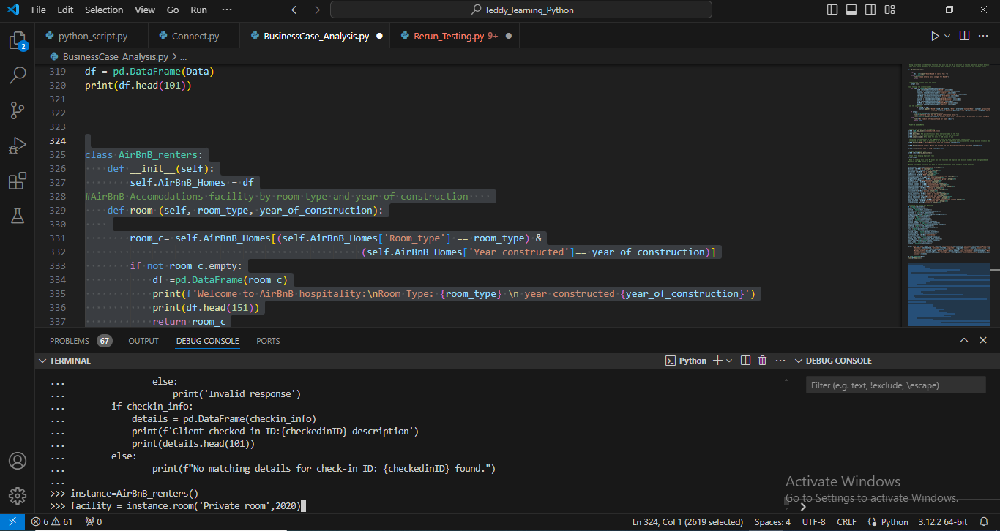 File Edit Selection View Go Run ··· Teddy_learning_Python
python_script.py Connect.py BusinessCase_Analysis.py Rerun_Testing.py 9+
2
BusinessCase_Analysis.py > ...
319 df = pd.DataFrame(Data)
320 print(df.head(101))
321
322
323
324
325 class AirBnB_renters:
326     def __init__(self):
327         self.AirBnB_Homes = df
328 #AirBnB Accomodations facility by room type and year of construction
329     def room (self, room_type, year_of_construction):
330
331         room_c= self.AirBnB_Homes[(self.AirBnB_Homes['Room_type'] == room_type) &
332                                                   (self.AirBnB_Homes['Year_constructed']== year_of_construction)]
333         if not room_c.empty:
334             df =pd.DataFrame(room_c)
335             print(f'Welcome to AirBnB hospitality:\nRoom Type: {room_type} \n year constructed {year_of_construction}')
336             print(df.head(151))
337             return room_c
PROBLEMS 67 OUTPUT DEBUG CONSOLE PORTS
TERMINAL Python ··· DEBUG CONSOLE
Filter (e.g. text, !exclude, \escape)
...                 else:
...                     print('Invalid response')
...         if checkin_info:
...             details = pd.DataFrame(checkin_info)
...             print(f'Client checked-in ID:{checkedinID} description')
...             print(details.head(101))
...         else:
...                     print(f"No matching details for check-in ID: {checkedinID} found.")
...
>>> instance=AirBnB_renters()
>>> facility = instance.room('Private room',2020)
Activate Windows
Go to Settings to activate Windows.
6 61 0 Ln 324, Col 1 (2619 selected) Spaces: 4 UTF-8 CRLF Python 3.12.2 64-bit